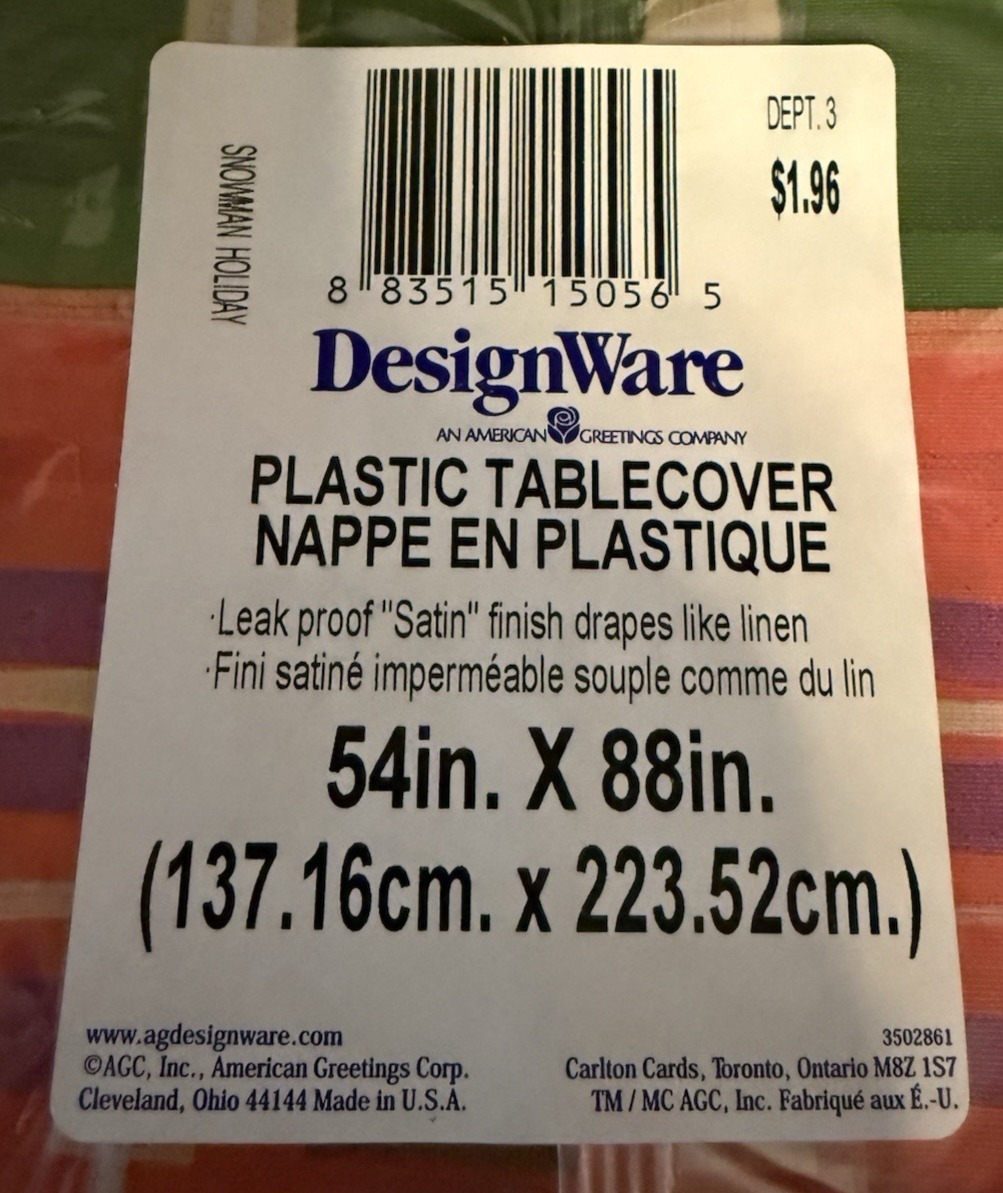 DEPT. 3
$1.96
SNOWMAN HOLIDAY
8 83515 15056 5
DesignWare
AN AMERICAN GREETINGS COMPANY
PLASTIC TABLECOVER
NAPPE EN PLASTIQUE
·Leak proof "Satin" finish drapes like linen
·Fini satiné imperméable souple comme du lin
54in. X 88in.
(137.16cm. x 223.52cm.)
www.agdesignware.com
©AGC, Inc., American Greetings Corp.
Cleveland, Ohio 44144 Made in U.S.A.
3502861
Carlton Cards, Toronto, Ontario M8Z 1S7
TM / MC AGC, Inc. Fabriqué aux É.-U.